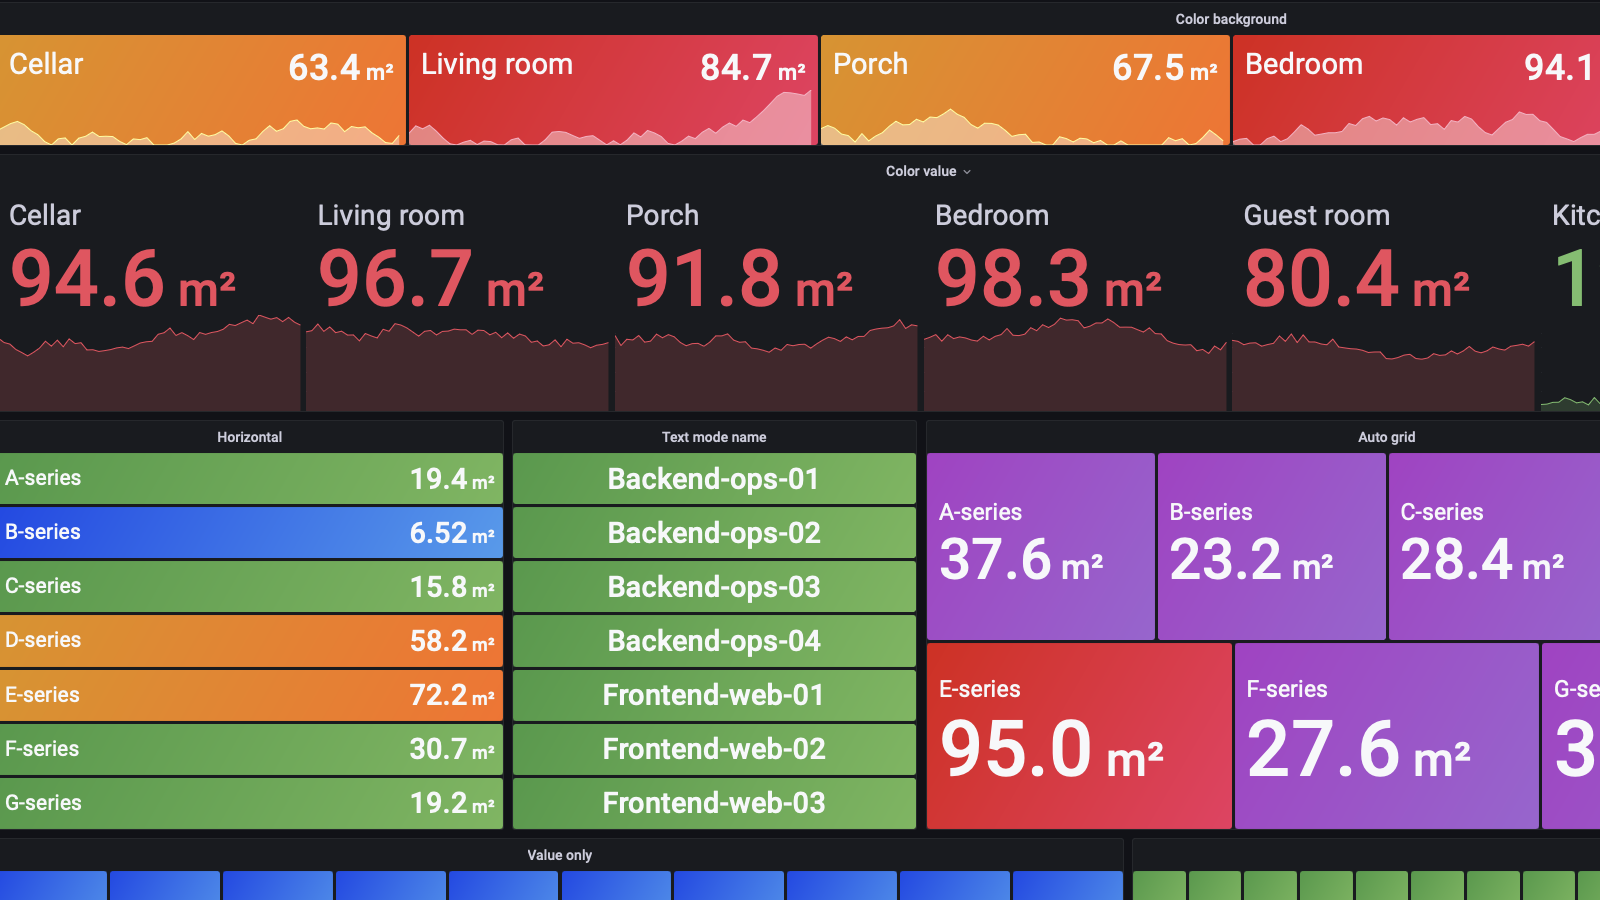 Color background
Cellar 63.4 m²
Living room 84.7 m²
Porch 67.5 m²
Bedroom 94.1
Color value
Cellar
94.6 m²
Living room
96.7 m²
Porch
91.8 m²
Bedroom
98.3 m²
Guest room
80.4 m²
Kitc
1
Horizontal
A-series 19.4 m²
B-series 6.52 m²
C-series 15.8 m²
D-series 58.2 m²
E-series 72.2 m²
F-series 30.7 m²
G-series 19.2 m²
Text mode name
Backend-ops-01
Backend-ops-02
Backend-ops-03
Backend-ops-04
Frontend-web-01
Frontend-web-02
Frontend-web-03
Auto grid
A-series
37.6 m²
B-series
23.2 m²
C-series
28.4 m²
E-series
95.0 m²
F-series
27.6 m²
G-se
3
Value only